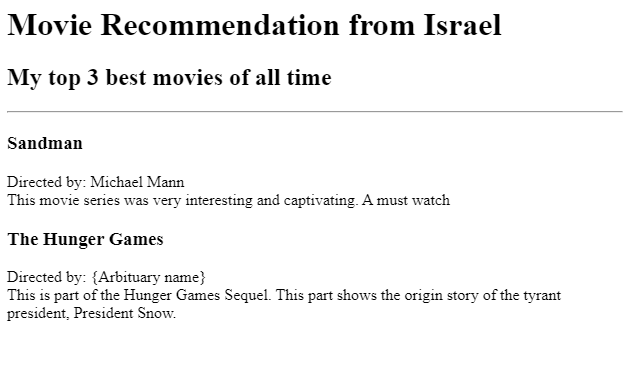 Movie Recommendation from Israel
My top 3 best movies of all time
Sandman
Directed by: Michael Mann
This movie series was very interesting and captivating. A must watch
The Hunger Games
Directed by: {Arbituary name}
This is part of the Hunger Games Sequel. This part shows the origin story of the tyrant
president, President Snow.